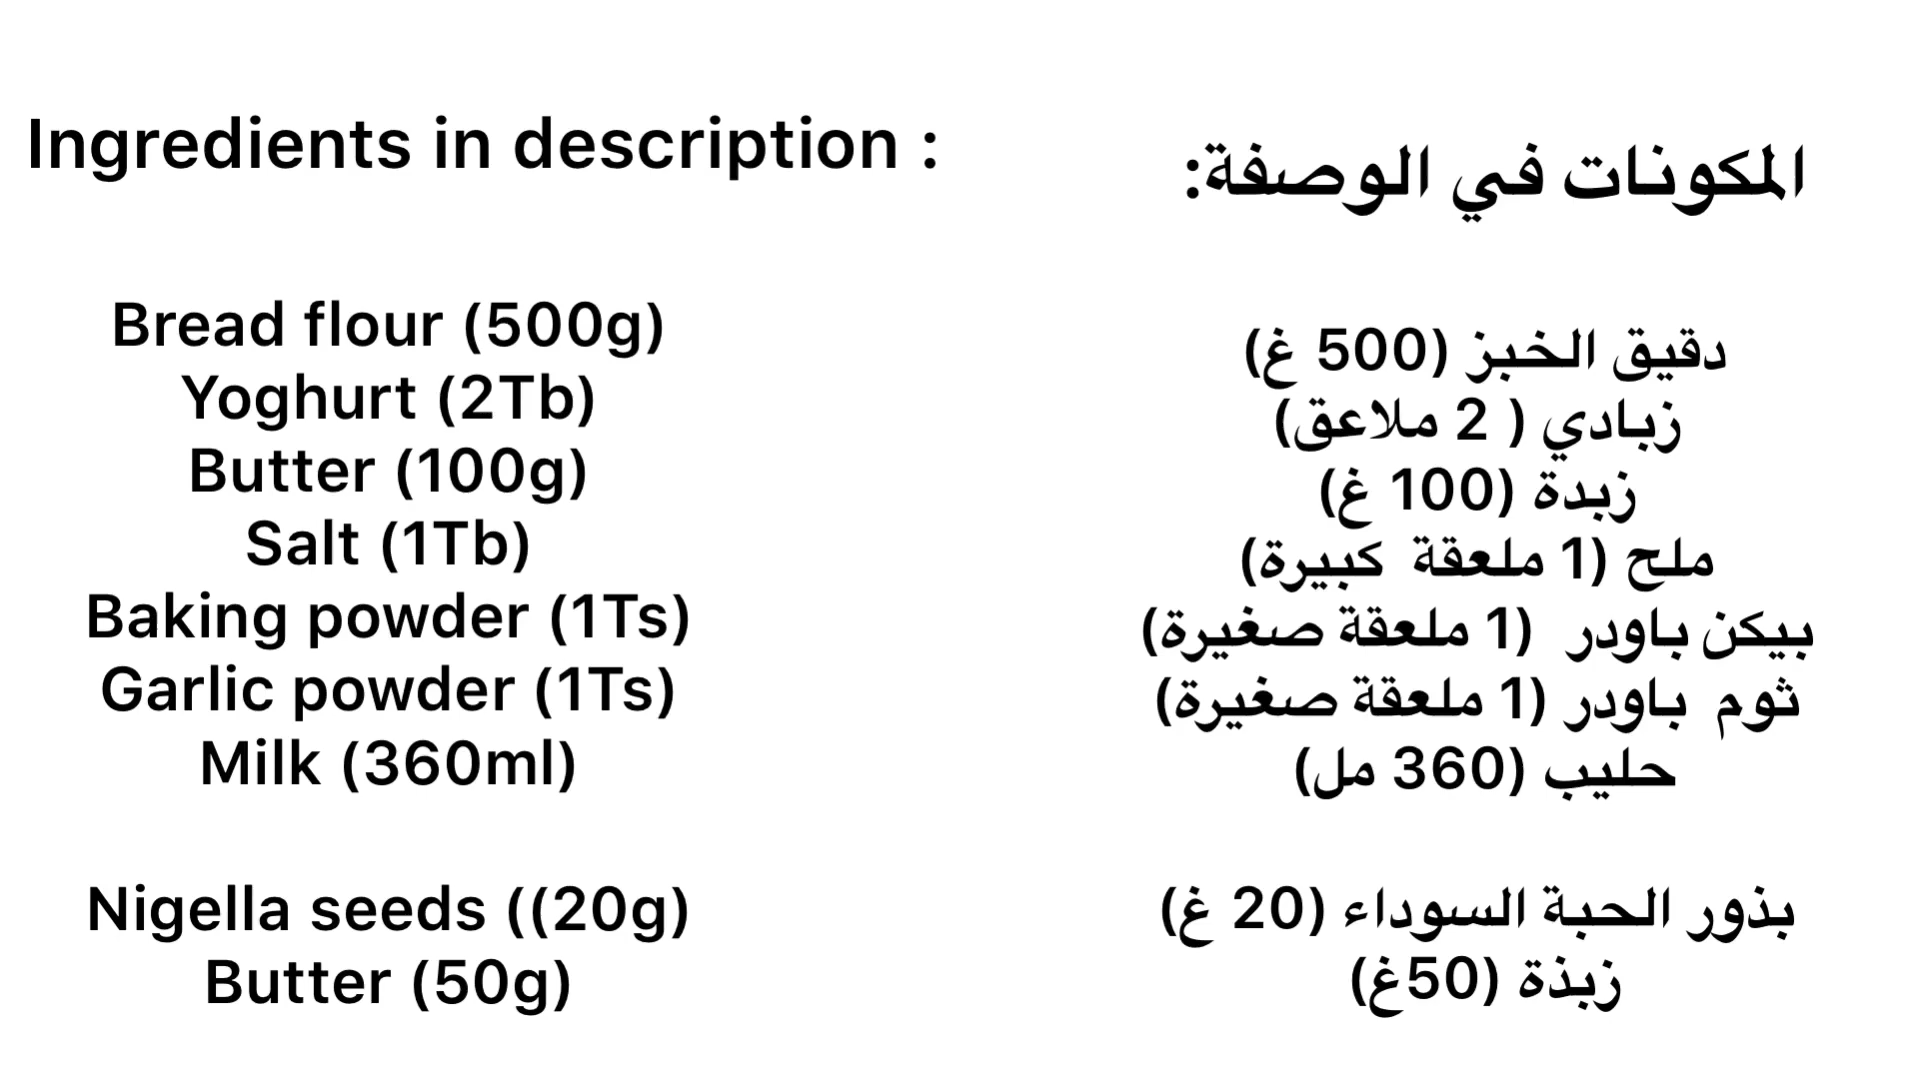 Ingredients in description :
Bread flour (500g)
Yoghurt (2Tb)
Butter (100g)
Salt (1Tb)
Baking powder (1Ts)
Garlic powder (1Ts)
Milk (360ml)
Nigella seeds ((20g)
Butter (50g)
المكونات في الوصفة:
دقيق الخبز (500 غ)
زبادي ( 2 ملاعق)
زبدة (100 غ)
ملح (1 ملعقة كبيرة)
بيكن باودر (1 ملعقة صغيرة)
ثوم باودر (1 ملعقة صغيرة)
حليب (360 مل)
بذور الحبة السوداء (20 غ)
زبذة (50غ)